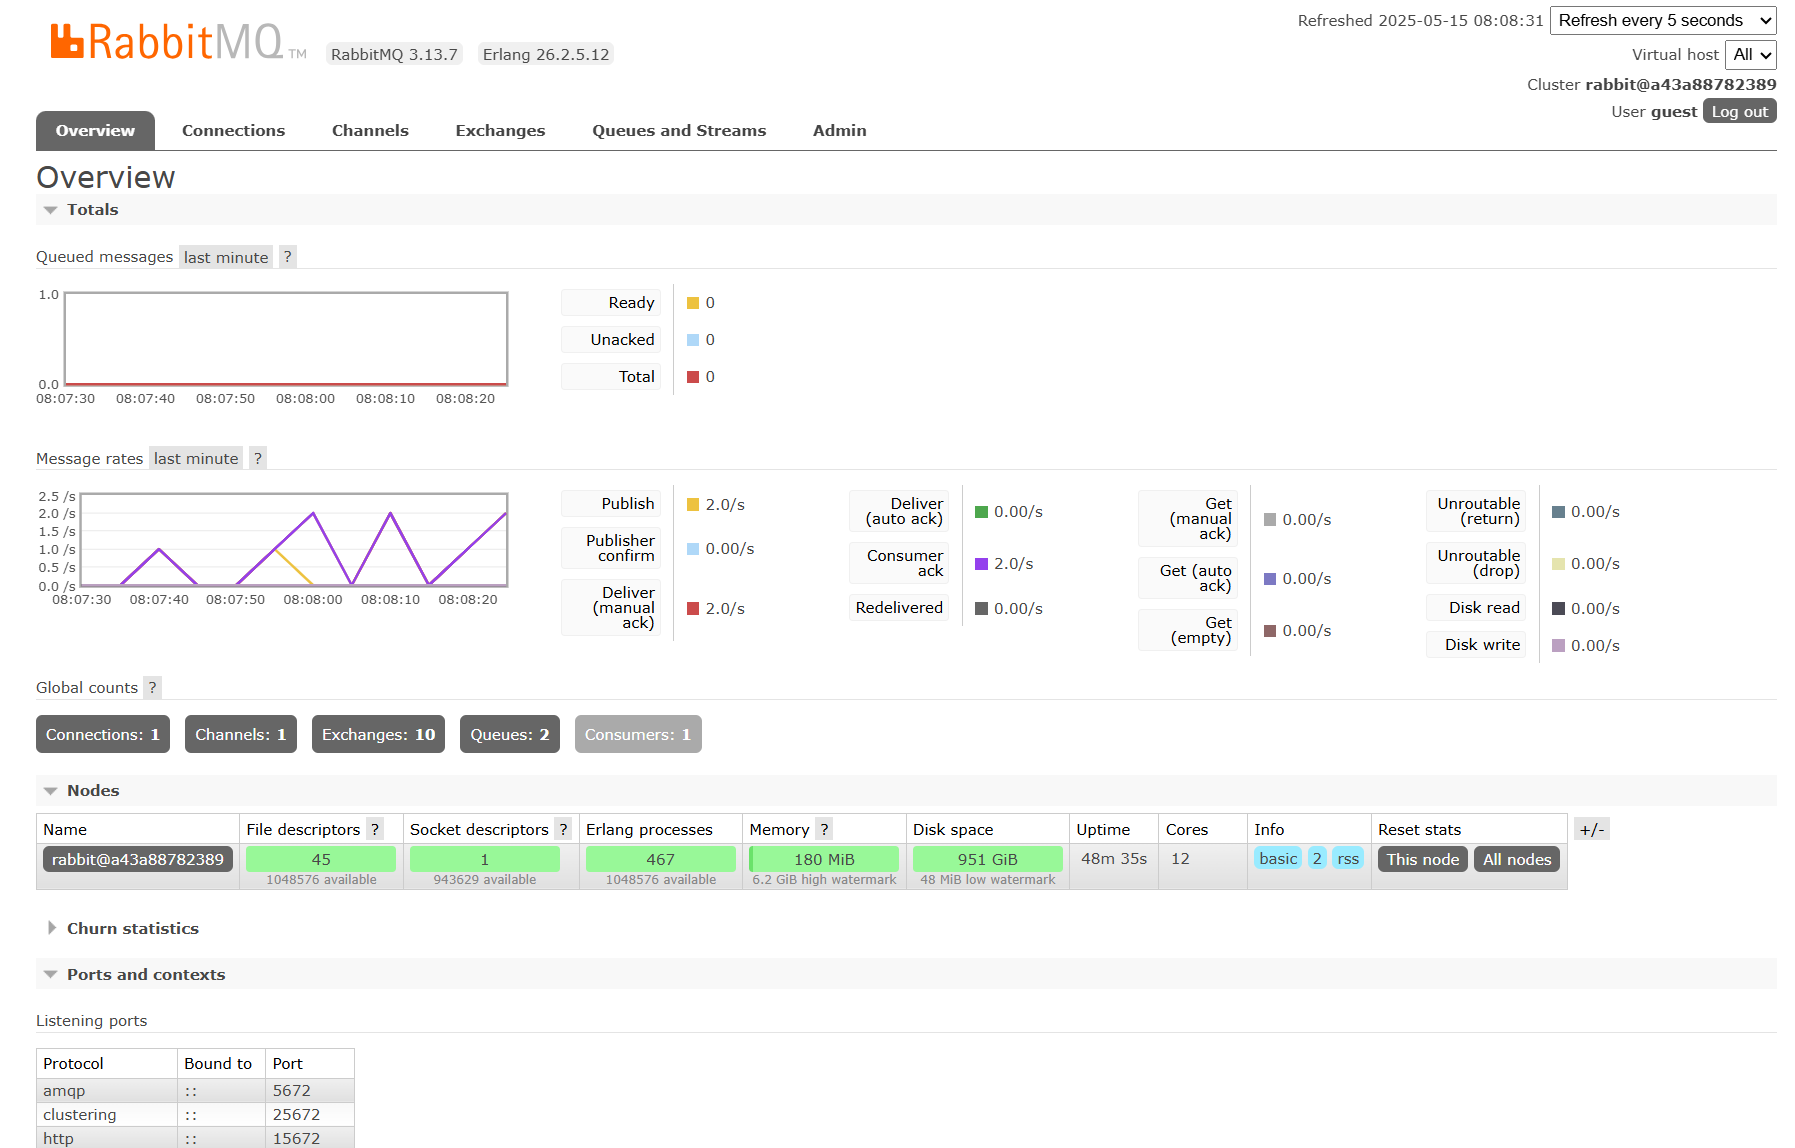 RabbitMQ TM RabbitMQ 3.13.7 Erlang 26.2.5.12
Refreshed 2025-05-15 08:08:31 Refresh every 5 seconds
Virtual host All
Cluster rabbit@a43a88782389
User guest Log out
Overview Connections Channels Exchanges Queues and Streams Admin
Overview
Totals
Queued messages last minute ?
1.0
0.0
08:07:30 08:07:40 08:07:50 08:08:00 08:08:10 08:08:20
Ready 0
Unacked 0
Total 0
Message rates last minute ?
2.5 /s
2.0 /s
1.5 /s
1.0 /s
0.5 /s
0.0 /s
08:07:30 08:07:40 08:07:50 08:08:00 08:08:10 08:08:20
Publish 2.0/s
Publisher
confirm 0.00/s
Deliver
(manual
ack) 2.0/s
Deliver
(auto ack) 0.00/s
Consumer
ack 2.0/s
Redelivered 0.00/s
Get
(manual
ack) 0.00/s
Get (auto
ack) 0.00/s
Get
(empty) 0.00/s
Unroutable
(return) 0.00/s
Unroutable
(drop) 0.00/s
Disk read 0.00/s
Disk write 0.00/s
Global counts ?
Connections: 1 Channels: 1 Exchanges: 10 Queues: 2 Consumers: 1
Nodes
Name File descriptors ? Socket descriptors ? Erlang processes Memory ? Disk space Uptime Cores Info Reset stats +/-
rabbit@a43a88782389 45 1 467 180 MiB 951 GiB 48m 35s 12 basic 2 rss This node All nodes
1048576 available 943629 available 1048576 available 6.2 GiB high watermark 48 MiB low watermark
Churn statistics
Ports and contexts
Listening ports
Protocol Bound to Port
amqp :: 5672
clustering :: 25672
http :: 15672